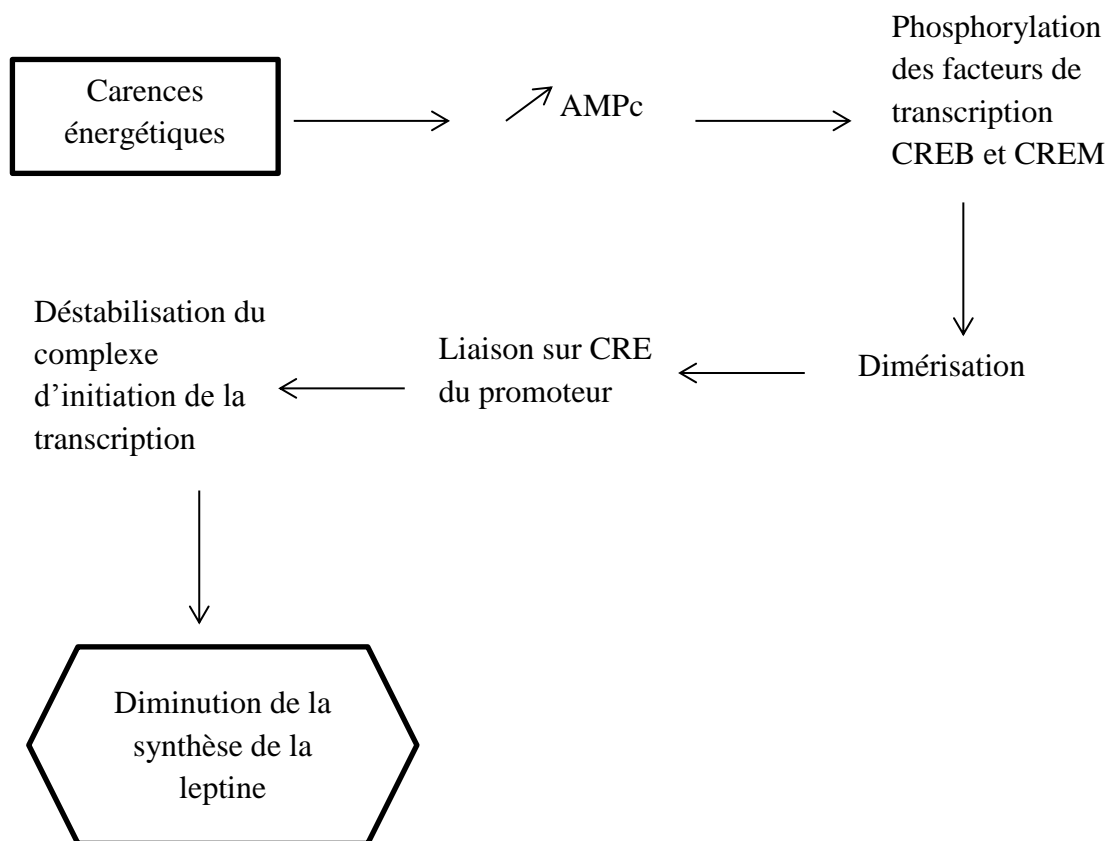 Carences
énergétiques
AMPc
Phosphorylation
des facteurs de
transcription
CREB et CREM
Dimérisation
Liaison sur CRE
du promoteur
Déstabilisation du
complexe
d’initiation de la
transcription
Diminution de la
synthèse de la
leptine